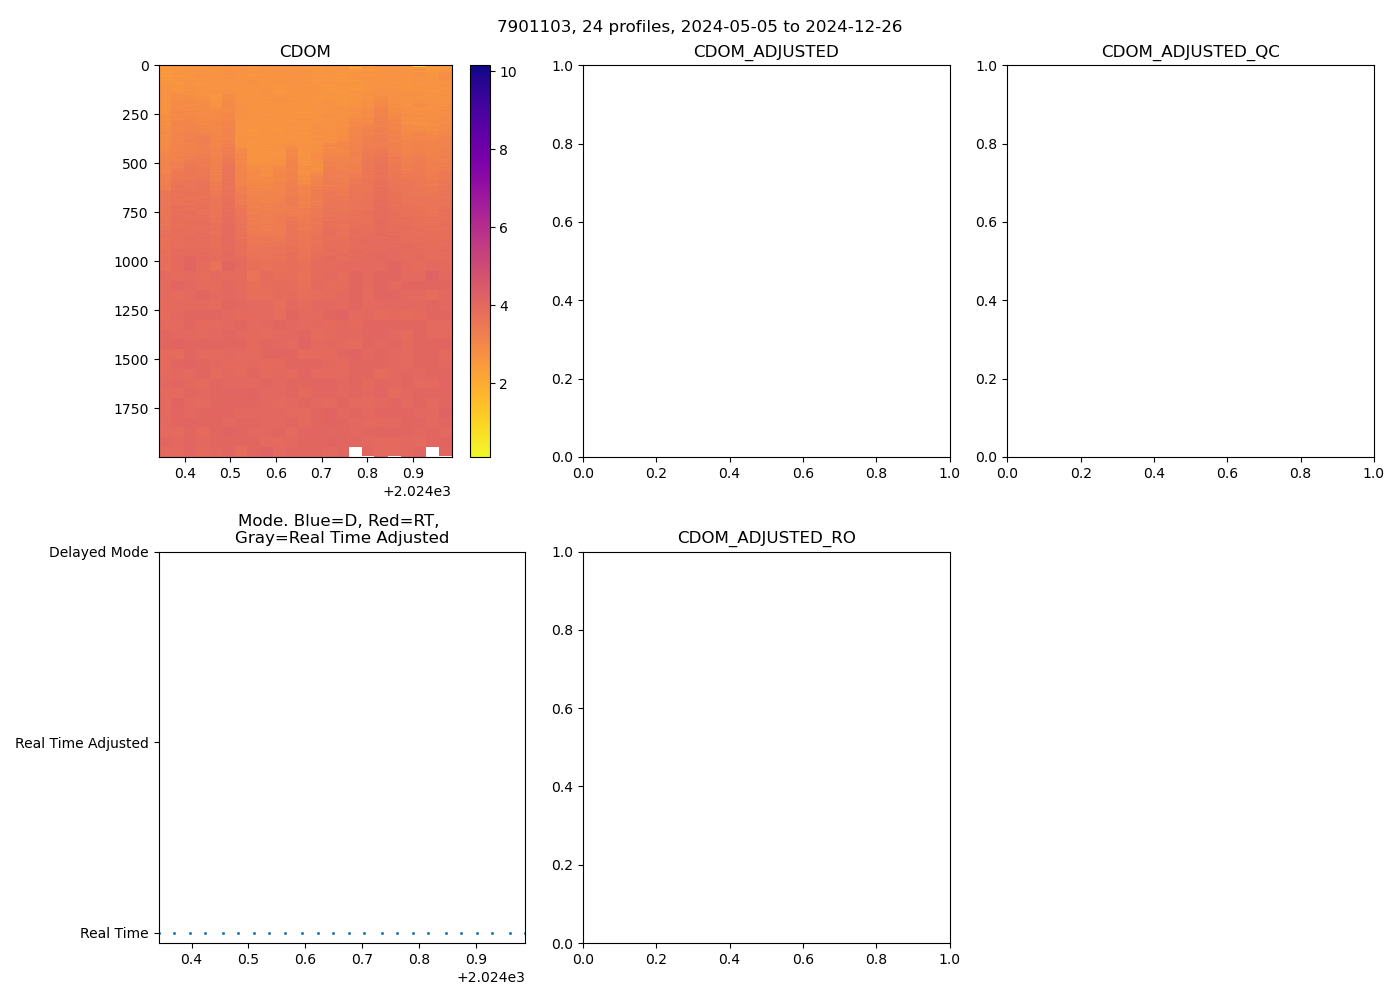 7901103, 24 profiles, 2024-05-05 to 2024-12-26
CDOM
0
250
500
750
1000
1250
1500
1750
0.4 0.5 0.6 0.7 0.8 0.9
+2.024e3
10
8
6
4
2
CDOM_ADJUSTED
1.0
0.8
0.6
0.4
0.2
0.0
0.0 0.2 0.4 0.6 0.8 1.0
CDOM_ADJUSTED_QC
1.0
0.8
0.6
0.4
0.2
0.0
0.0 0.2 0.4 0.6 0.8 1.0
Mode. Blue=D, Red=RT,
Gray=Real Time Adjusted
Delayed Mode
Real Time Adjusted
Real Time
0.4 0.5 0.6 0.7 0.8 0.9
+2.024e3
CDOM_ADJUSTED_RO
1.0
0.8
0.6
0.4
0.2
0.0
0.0 0.2 0.4 0.6 0.8 1.0